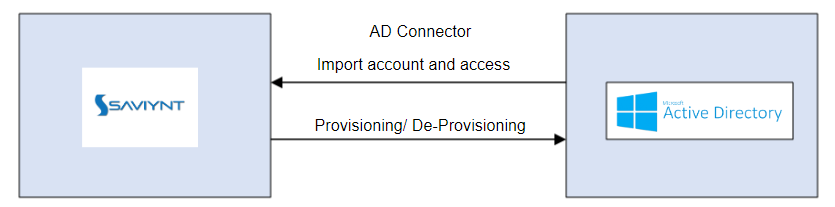 AD Connector
Import account and access
SAVIYNT
Microsoft
Active Directory
Provisioning/ De-Provisioning